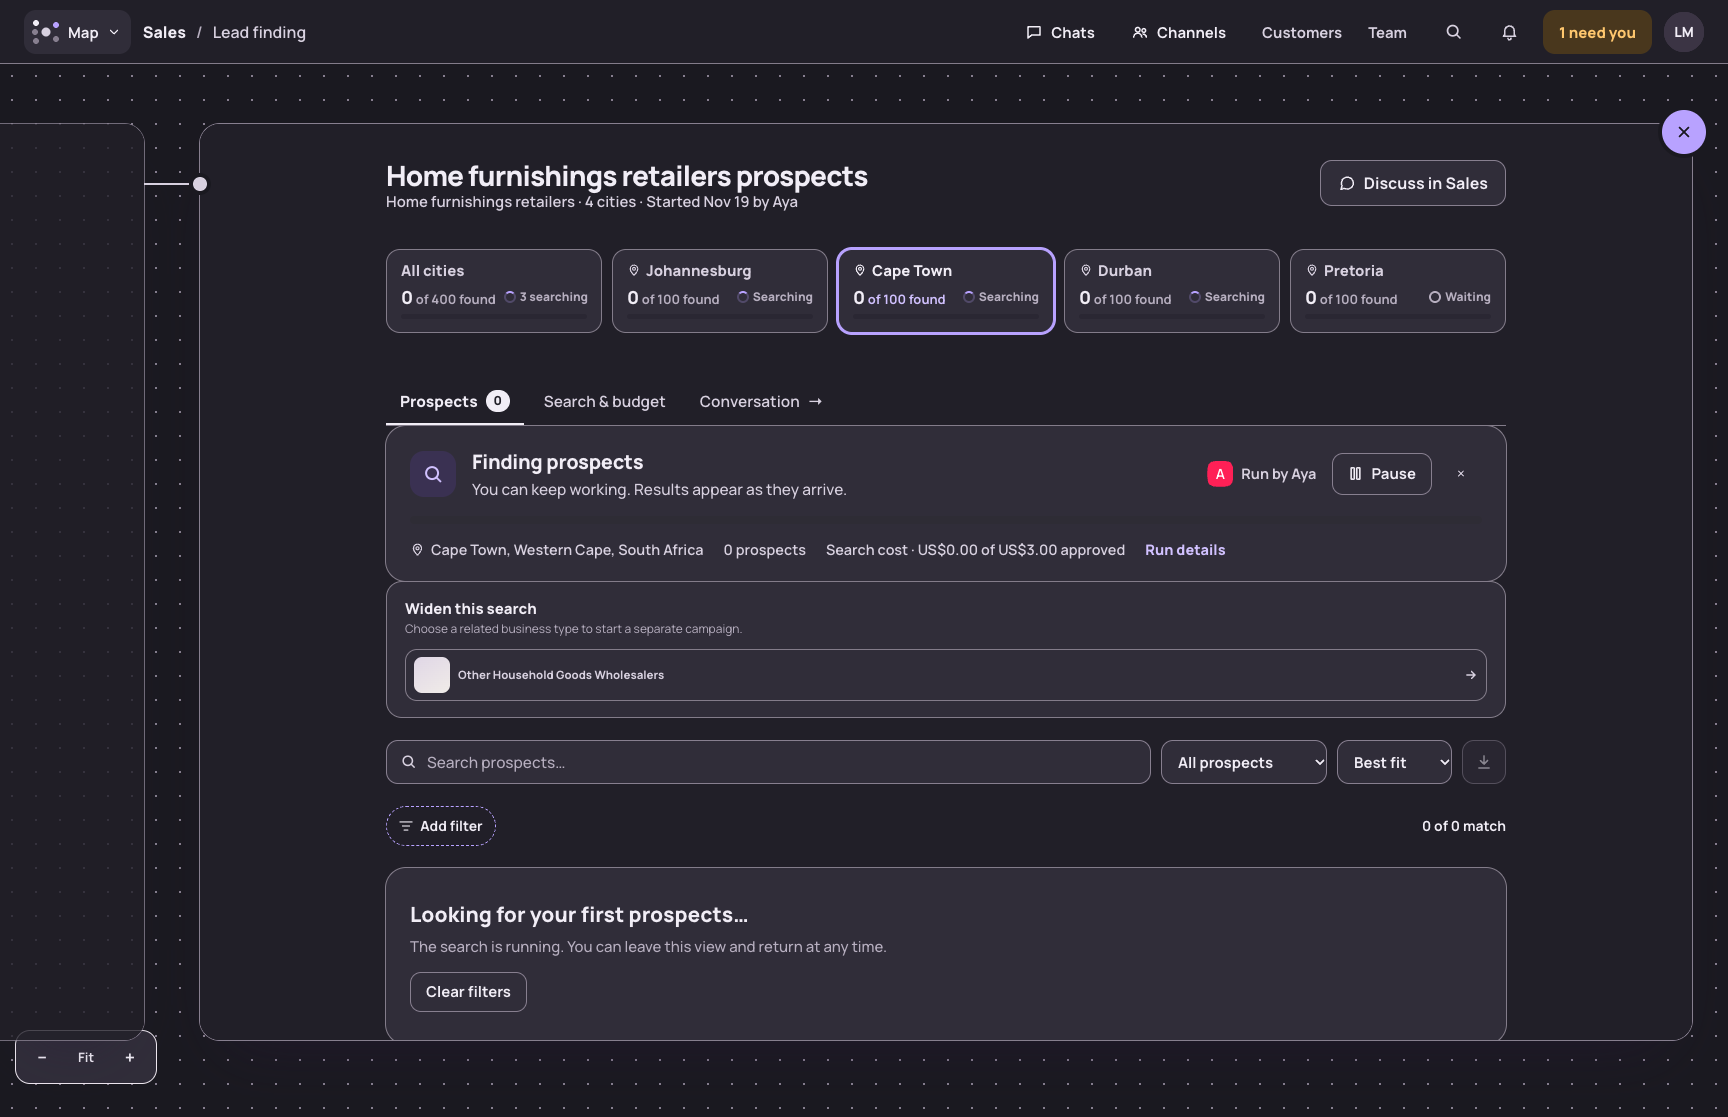 Map
Sales / Lead finding
Chats
Channels
Customers
Team
1 need you
LM
Home furnishings retailers prospects
Home furnishings retailers · 4 cities · Started Nov 19 by Aya
Discuss in Sales
All cities
0 of 400 found
3 searching
Johannesburg
0 of 100 found
Searching
Cape Town
0 of 100 found
Searching
Durban
0 of 100 found
Searching
Pretoria
0 of 100 found
Waiting
Prospects 0
Search & budget
Conversation →
Finding prospects
You can keep working. Results appear as they arrive.
A Run by Aya
Pause
×
Cape Town, Western Cape, South Africa
0 prospects
Search cost · US$0.00 of US$3.00 approved
Run details
Widen this search
Choose a related business type to start a separate campaign.
Other Household Goods Wholesalers
→
Search prospects…
All prospects
Best fit
Add filter
0 of 0 match
Looking for your first prospects…
The search is running. You can leave this view and return at any time.
Clear filters
− Fit +